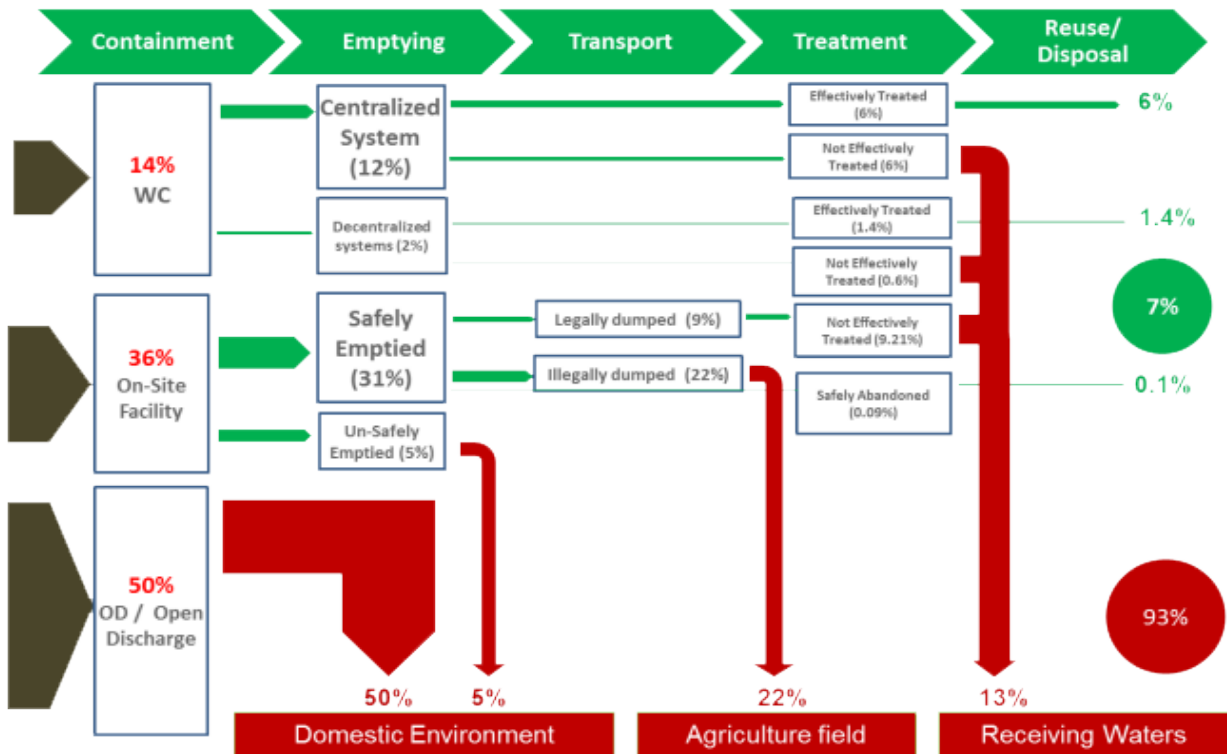 Containment
Emptying
Transport
Treatment
Reuse/
Disposal
14%
WC
Centralized
System
(12%)
Effectively Treated
(6%)
6%
Not Effectively
Treated (6%)
Decentralized
systems (2%)
Effectively Treated
(1.4%)
1.4%
Not Effectively
Treated (0.6%)
36%
On-Site
Facility
Safely
Emptied
(31%)
Legally dumped (9%)
Not Effectively
Treated (9.21%)
7%
Illegally dumped (22%)
Safely Abandoned
(0.09%)
0.1%
Un-Safely
Emptied (5%)
50%
OD / Open
Discharge
93%
50%
5%
22%
13%
Domestic Environment
Agriculture field
Receiving Waters